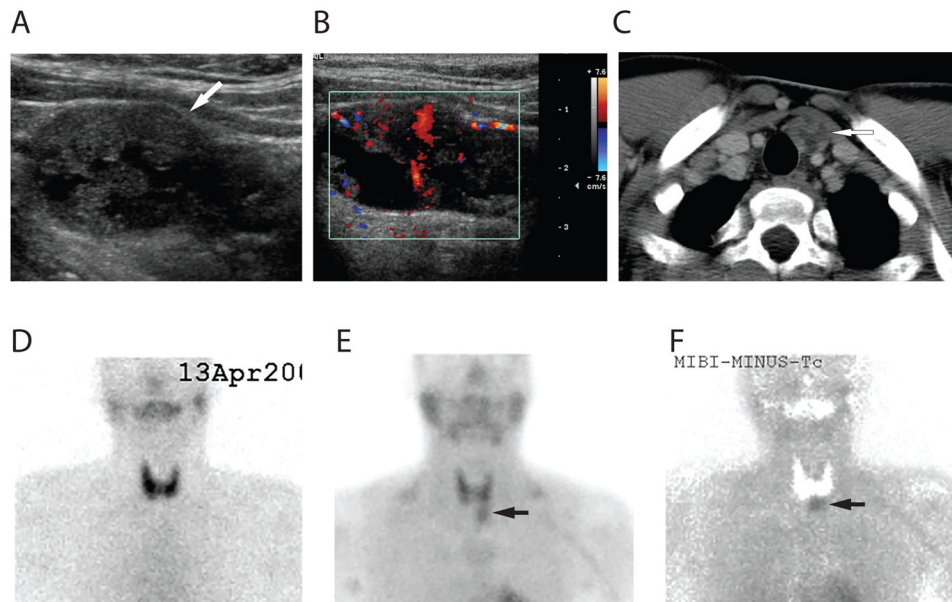 A
B
C
+ 7.6
- 1
- 2
- 7.6
cm/s
- 3
D
E
F
13Apr200
MIBI-MINUS-Tc